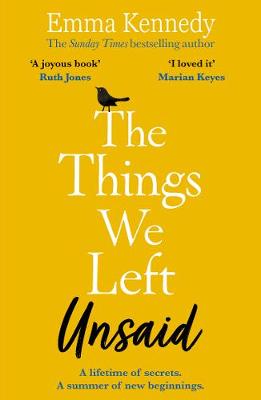 Emma Kennedy
The Sunday Times bestselling author
‘A joyous book’
Ruth Jones
‘I loved it’
Marian Keyes
The
Things
We
Left
Unsaid
A lifetime of secrets.
A summer of new beginnings.